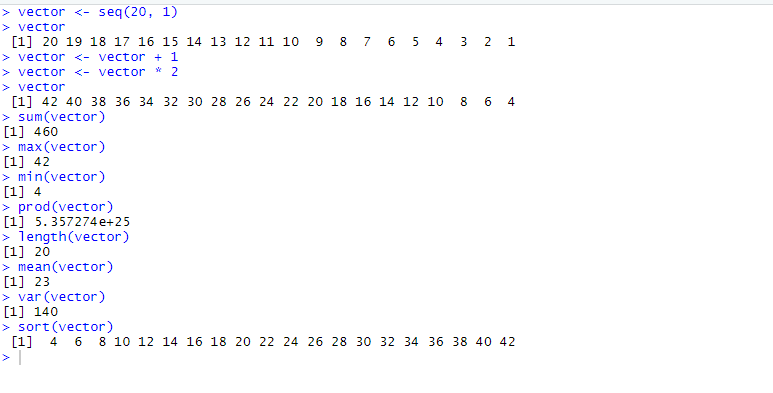 > vector <- seq(20, 1)
> vector
 [1] 20 19 18 17 16 15 14 13 12 11 10  9  8  7  6  5  4  3  2  1
> vector <- vector + 1
> vector <- vector * 2
> vector
 [1] 42 40 38 36 34 32 30 28 26 24 22 20 18 16 14 12 10  8  6  4
> sum(vector)
[1] 460
> max(vector)
[1] 42
> min(vector)
[1] 4
> prod(vector)
[1] 5.357274e+25
> length(vector)
[1] 20
> mean(vector)
[1] 23
> var(vector)
[1] 140
> sort(vector)
 [1]  4  6  8 10 12 14 16 18 20 22 24 26 28 30 32 34 36 38 40 42
>